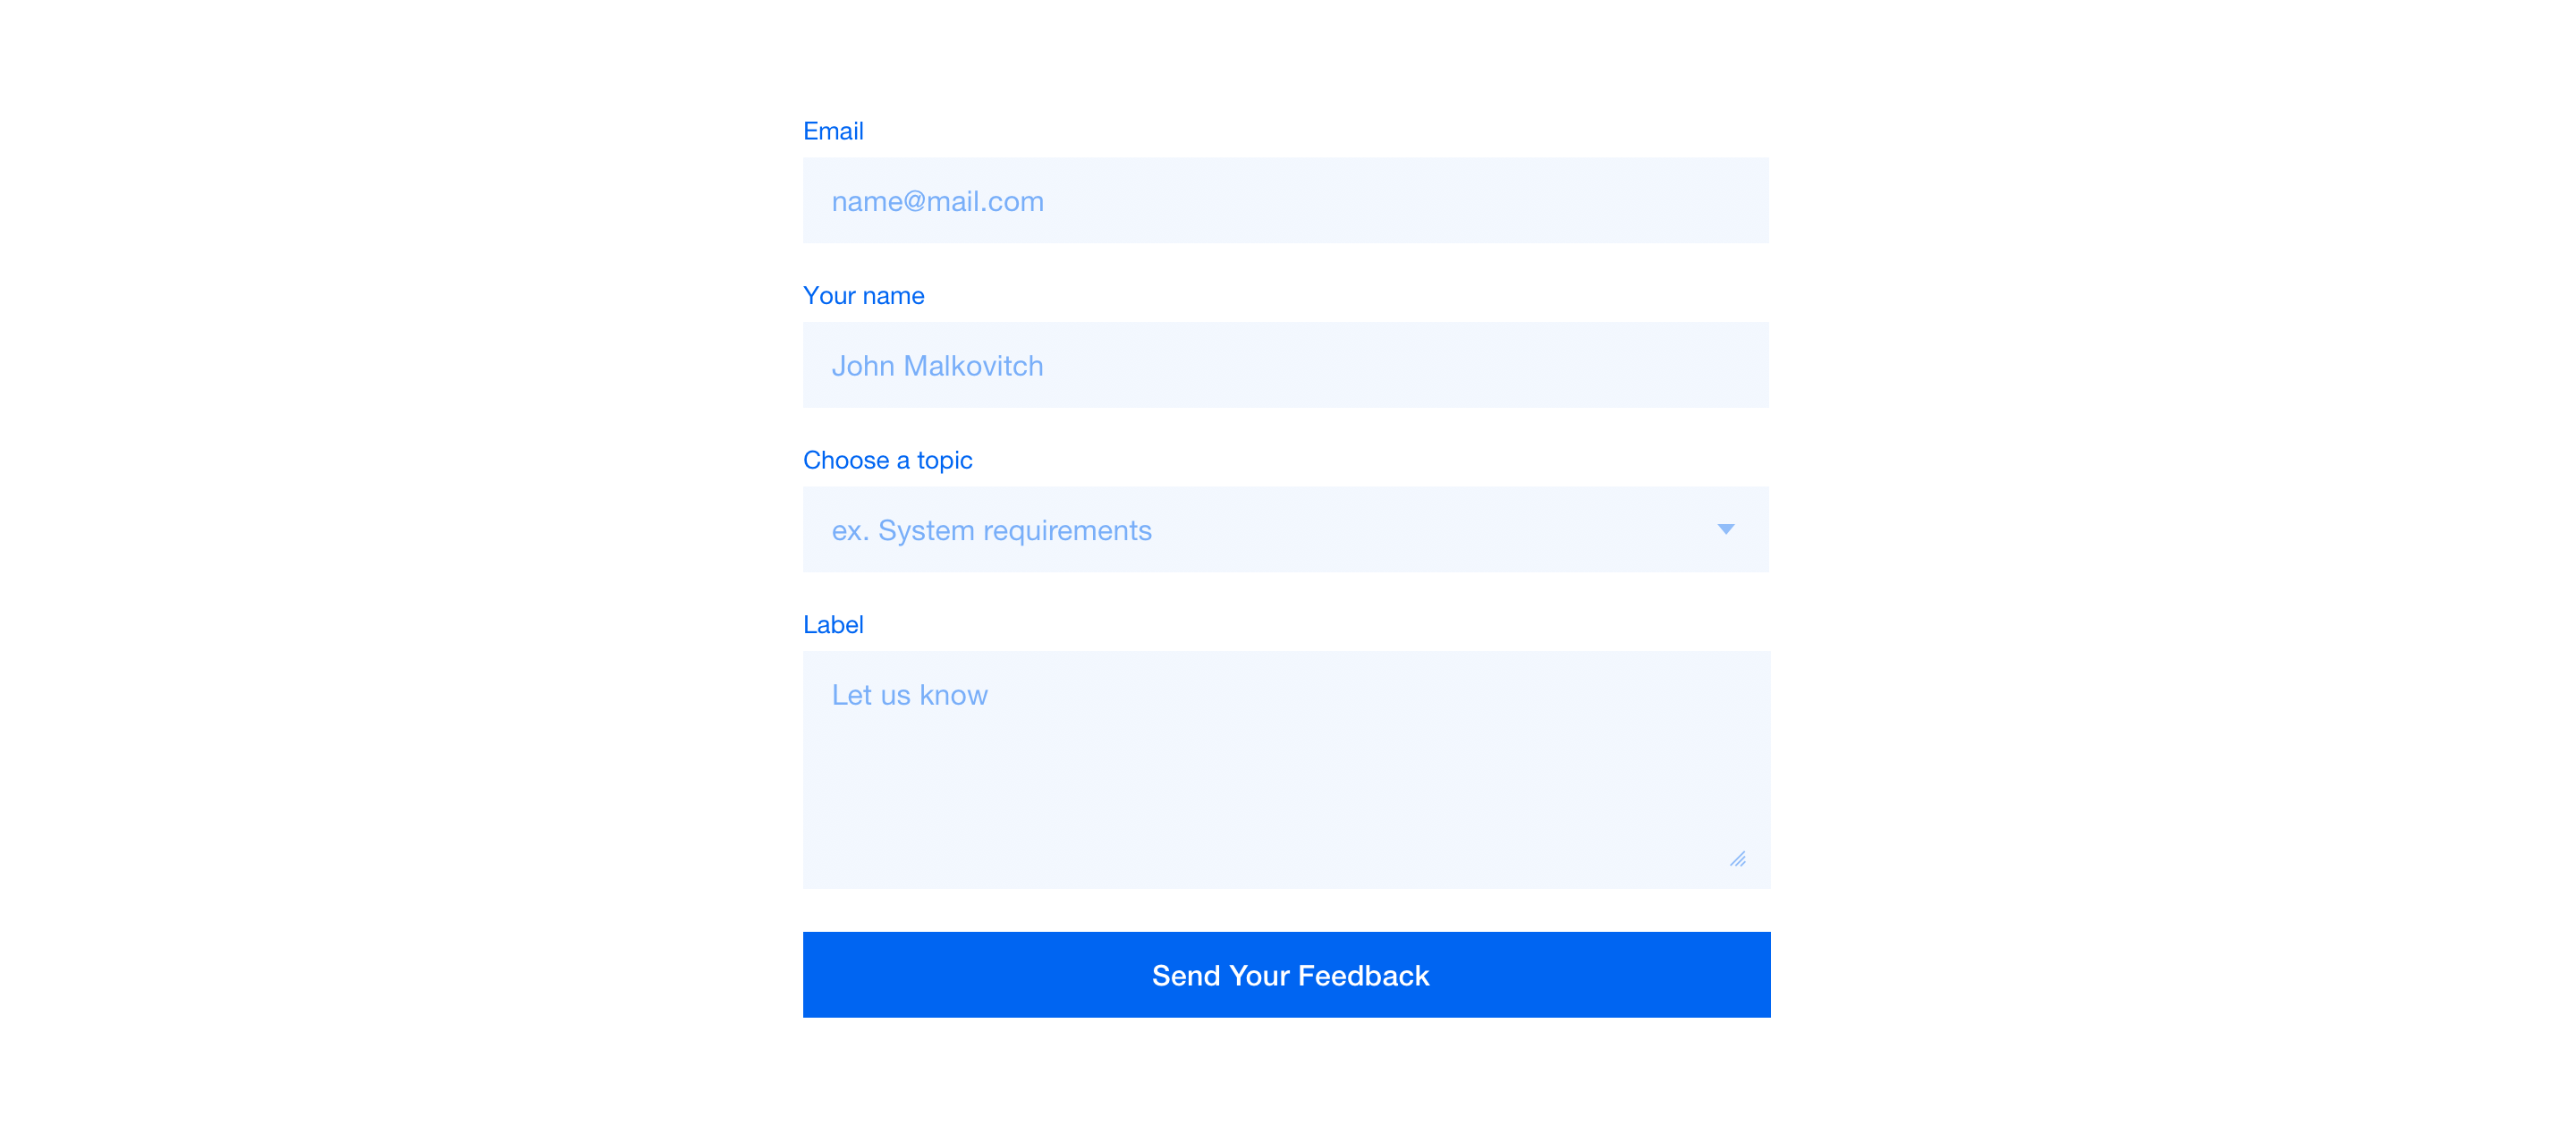 Email
name@mail.com
Your name
John Malkovitch
Choose a topic
ex. System requirements
Label
Let us know
Send Your Feedback